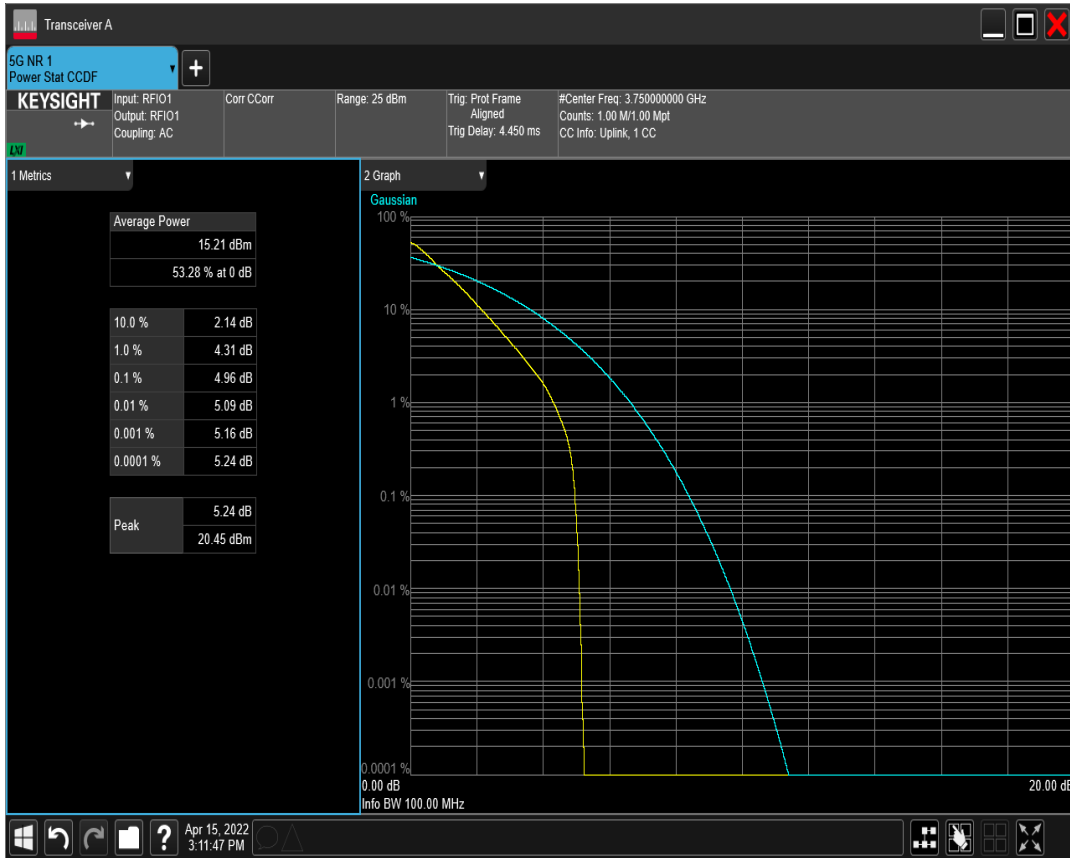 Transceiver A
5G NR 1
Power Stat CCDF
KEYSIGHT
LXI
Input: RFIO1
Output: RFIO1
Coupling: AC
Corr CCorr
Range: 25 dBm
Trig: Prot Frame
Aligned
Trig Delay: 4.450 ms
#Center Freq: 3.750000000 GHz
Counts: 1.00 M/1.00 Mpt
CC Info: Uplink, 1 CC
1 Metrics
Average Power
15.21 dBm
53.28 % at 0 dB
10.0 % 2.14 dB
1.0 % 4.31 dB
0.1 % 4.96 dB
0.01 % 5.09 dB
0.001 % 5.16 dB
0.0001 % 5.24 dB
Peak
5.24 dB
20.45 dBm
2 Graph
Gaussian
100 %
10 %
1 %
0.1 %
0.01 %
0.001 %
0.0001 %
0.00 dB 20.00 dB
Info BW 100.00 MHz
? Apr 15, 2022
3:11:47 PM